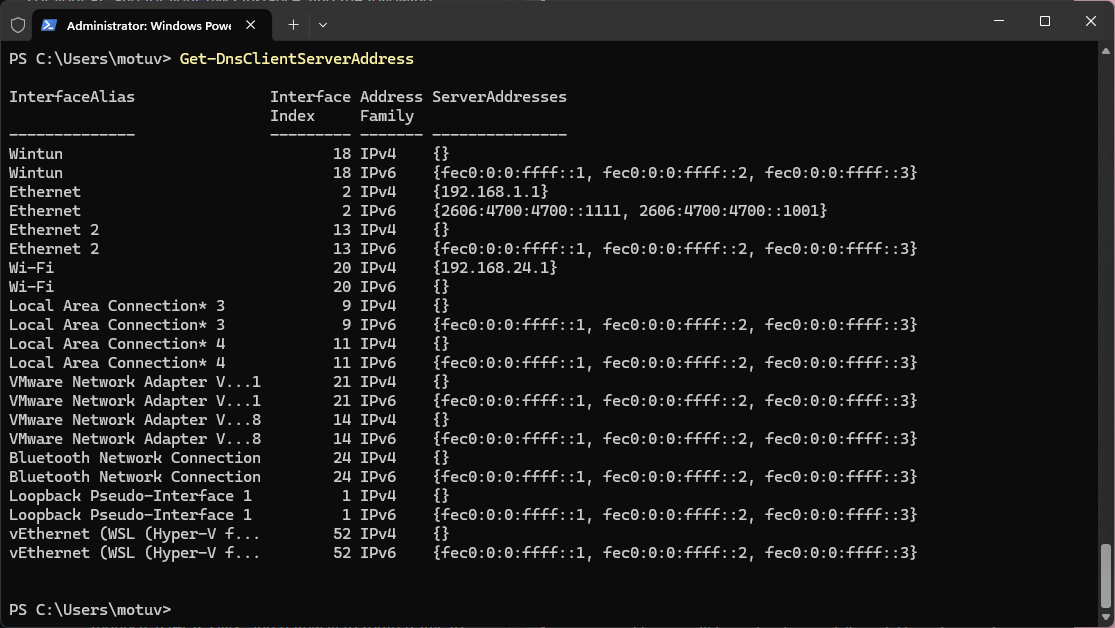 Administrator: Windows Powe
PS C:\Users\motuv> Get-DnsClientServerAddress
InterfaceAlias Interface Address ServerAddresses
Index Family
-------------- --------- ------- ---------------
Wintun 18 IPv4 {}
Wintun 18 IPv6 {fec0:0:0:ffff::1, fec0:0:0:ffff::2, fec0:0:0:ffff::3}
Ethernet 2 IPv4 {192.168.1.1}
Ethernet 2 IPv6 {2606:4700:4700::1111, 2606:4700:4700::1001}
Ethernet 2 13 IPv4 {}
Ethernet 2 13 IPv6 {fec0:0:0:ffff::1, fec0:0:0:ffff::2, fec0:0:0:ffff::3}
Wi-Fi 20 IPv4 {192.168.24.1}
Wi-Fi 20 IPv6 {}
Local Area Connection* 3 9 IPv4 {}
Local Area Connection* 3 9 IPv6 {fec0:0:0:ffff::1, fec0:0:0:ffff::2, fec0:0:0:ffff::3}
Local Area Connection* 4 11 IPv4 {}
Local Area Connection* 4 11 IPv6 {fec0:0:0:ffff::1, fec0:0:0:ffff::2, fec0:0:0:ffff::3}
VMware Network Adapter V...1 21 IPv4 {}
VMware Network Adapter V...1 21 IPv6 {fec0:0:0:ffff::1, fec0:0:0:ffff::2, fec0:0:0:ffff::3}
VMware Network Adapter V...8 14 IPv4 {}
VMware Network Adapter V...8 14 IPv6 {fec0:0:0:ffff::1, fec0:0:0:ffff::2, fec0:0:0:ffff::3}
Bluetooth Network Connection 24 IPv4 {}
Bluetooth Network Connection 24 IPv6 {fec0:0:0:ffff::1, fec0:0:0:ffff::2, fec0:0:0:ffff::3}
Loopback Pseudo-Interface 1 1 IPv4 {}
Loopback Pseudo-Interface 1 1 IPv6 {fec0:0:0:ffff::1, fec0:0:0:ffff::2, fec0:0:0:ffff::3}
vEthernet (WSL (Hyper-V f... 52 IPv4 {}
vEthernet (WSL (Hyper-V f... 52 IPv6 {fec0:0:0:ffff::1, fec0:0:0:ffff::2, fec0:0:0:ffff::3}
PS C:\Users\motuv>